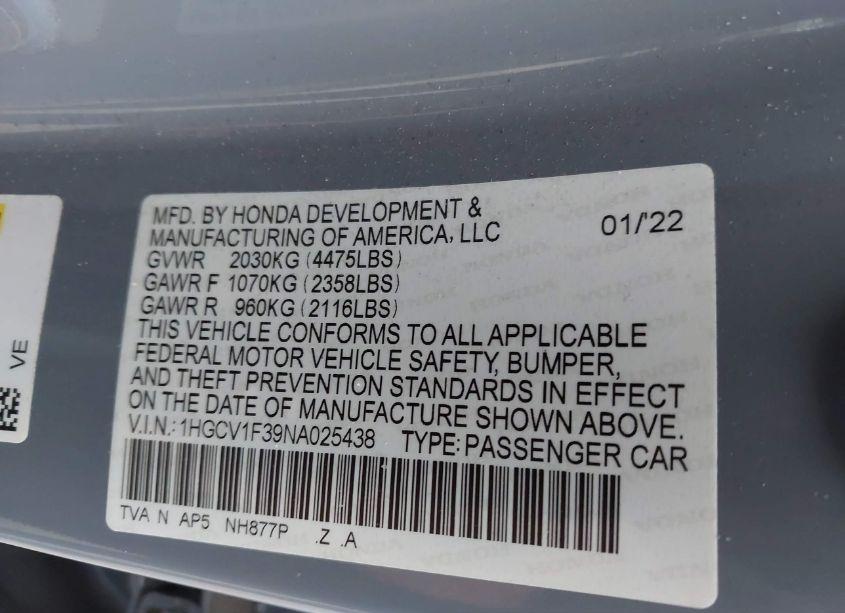 MFD. BY HONDA DEVELOPMENT &
MANUFACTURING OF AMERICA, LLC
01/'22
GVWR 2030KG (4475LBS)
GAWR F 1070KG (2358LBS)
GAWR R 960KG (2116LBS)
THIS VEHICLE CONFORMS TO ALL APPLICABLE
FEDERAL MOTOR VEHICLE SAFETY, BUMPER,
AND THEFT PREVENTION STANDARDS IN EFFECT
ON THE DATE OF MANUFACTURE SHOWN ABOVE.
V.I.N.: 1HGCV1F39NA025438 TYPE: PASSENGER CAR
TVA N AP5 NH877P .Z .A
VE